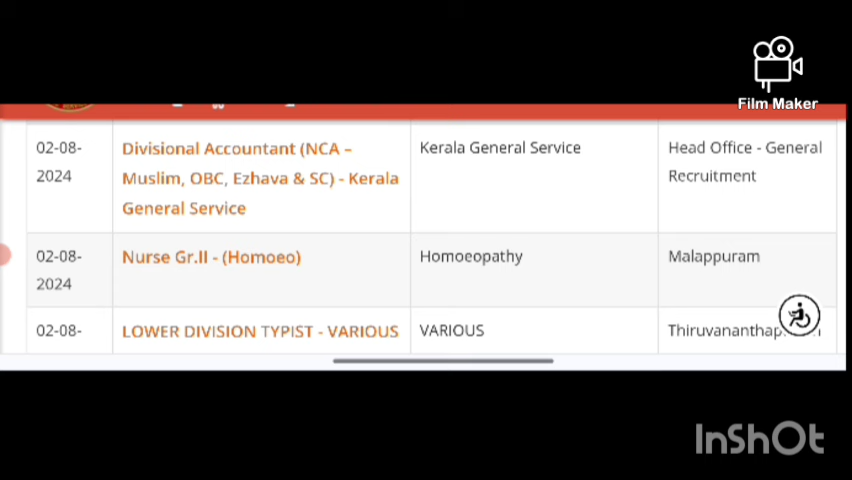 Film Maker
02-08-
2024
Divisional Accountant (NCA –
Muslim, OBC, Ezhava & SC) - Kerala
General Service
Kerala General Service
Head Office - General
Recruitment
02-08-
2024
Nurse Gr.II - (Homoeo)
Homoeopathy
Malappuram
02-08-
LOWER DIVISION TYPIST - VARIOUS
VARIOUS
InShOt